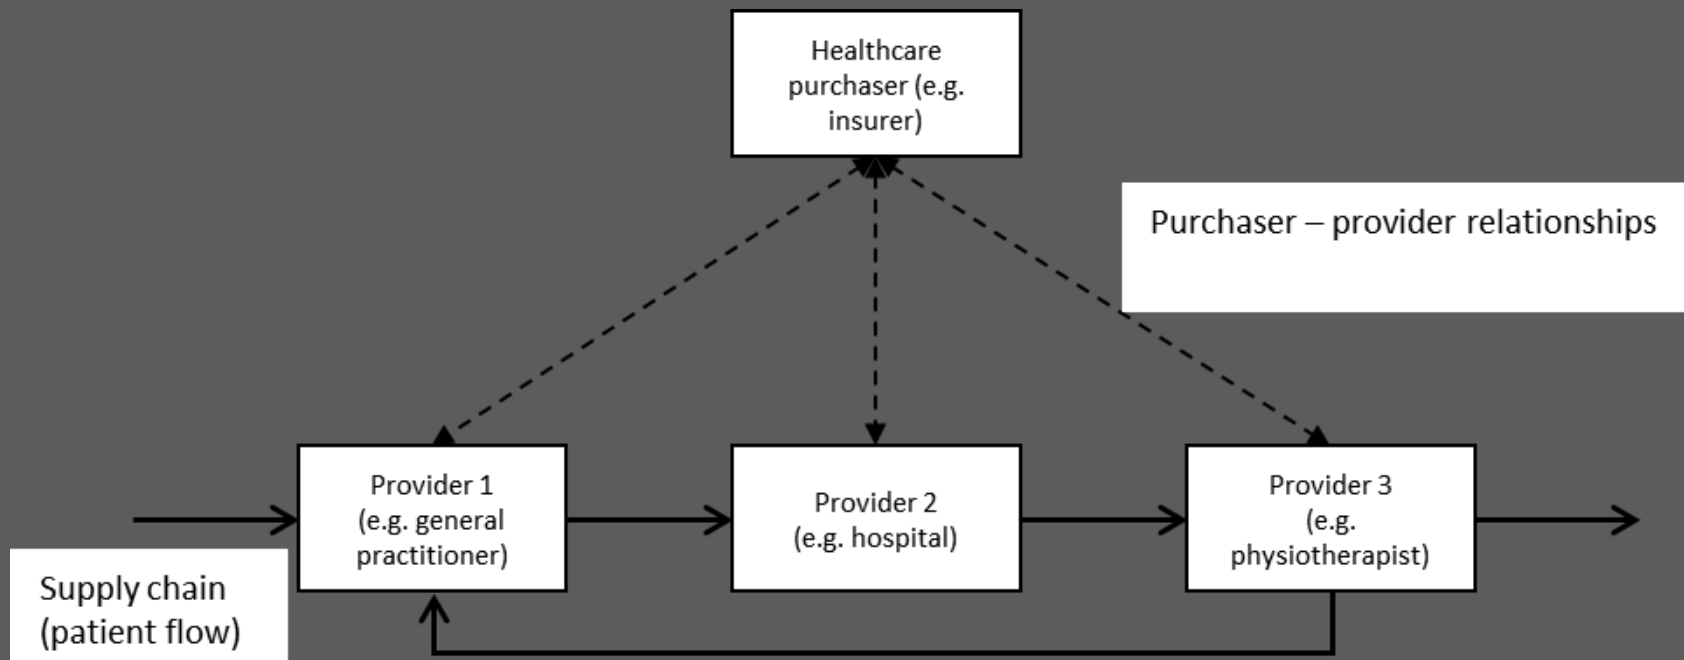 Healthcare
purchaser (e.g.
insurer)
Purchaser – provider relationships
Provider 1
(e.g. general
practitioner)
Provider 2
(e.g. hospital)
Provider 3
(e.g.
physiotherapist)
Supply chain
(patient flow)